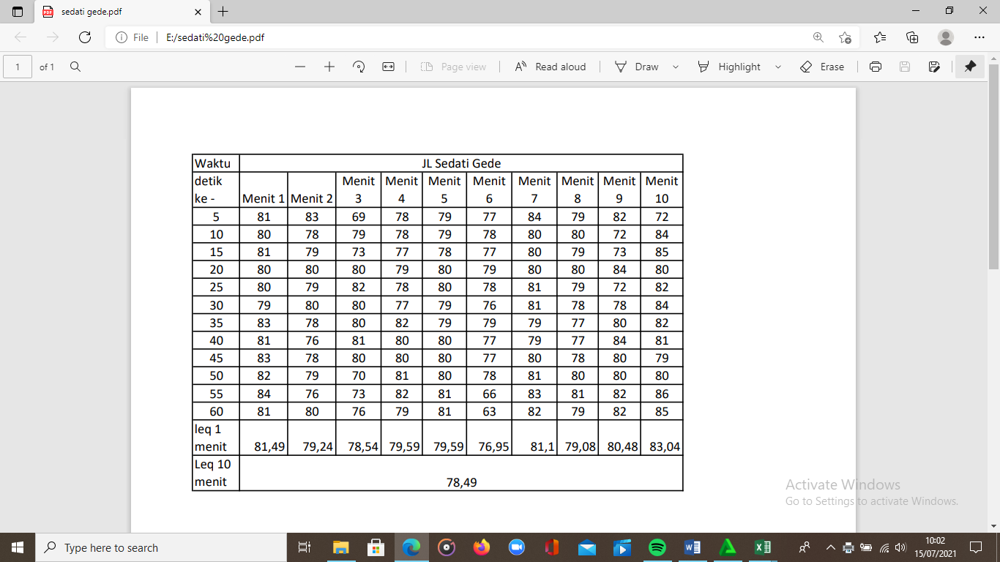 sedati gede.pdf
File | E:/sedati%20gede.pdf
1 of 1 Page view Read aloud Draw Highlight Erase
Waktu JL Sedati Gede
detik Menit Menit Menit Menit Menit Menit Menit Menit
ke - Menit 1 Menit 2 3 4 5 6 7 8 9 10
5 81 83 69 78 79 77 84 79 82 72
10 80 78 79 78 79 78 80 80 72 84
15 81 79 73 77 78 77 80 79 73 85
20 80 80 80 79 80 79 80 80 84 80
25 80 79 82 78 80 78 81 79 72 82
30 79 80 80 77 79 76 81 78 78 84
35 83 78 80 82 79 79 79 77 80 82
40 81 76 81 80 80 77 79 77 84 81
45 83 78 80 80 80 77 80 78 80 79
50 82 79 70 81 80 78 81 80 80 80
55 84 76 73 82 81 66 83 81 82 86
60 81 80 76 79 81 63 82 79 82 85
leq 1
menit 81,49 79,24 78,54 79,59 79,59 76,95 81,1 79,08 80,48 83,04
Leq 10
menit 78,49
Activate Windows
Go to Settings to activate Windows.
Type here to search
10:02
15/07/2021